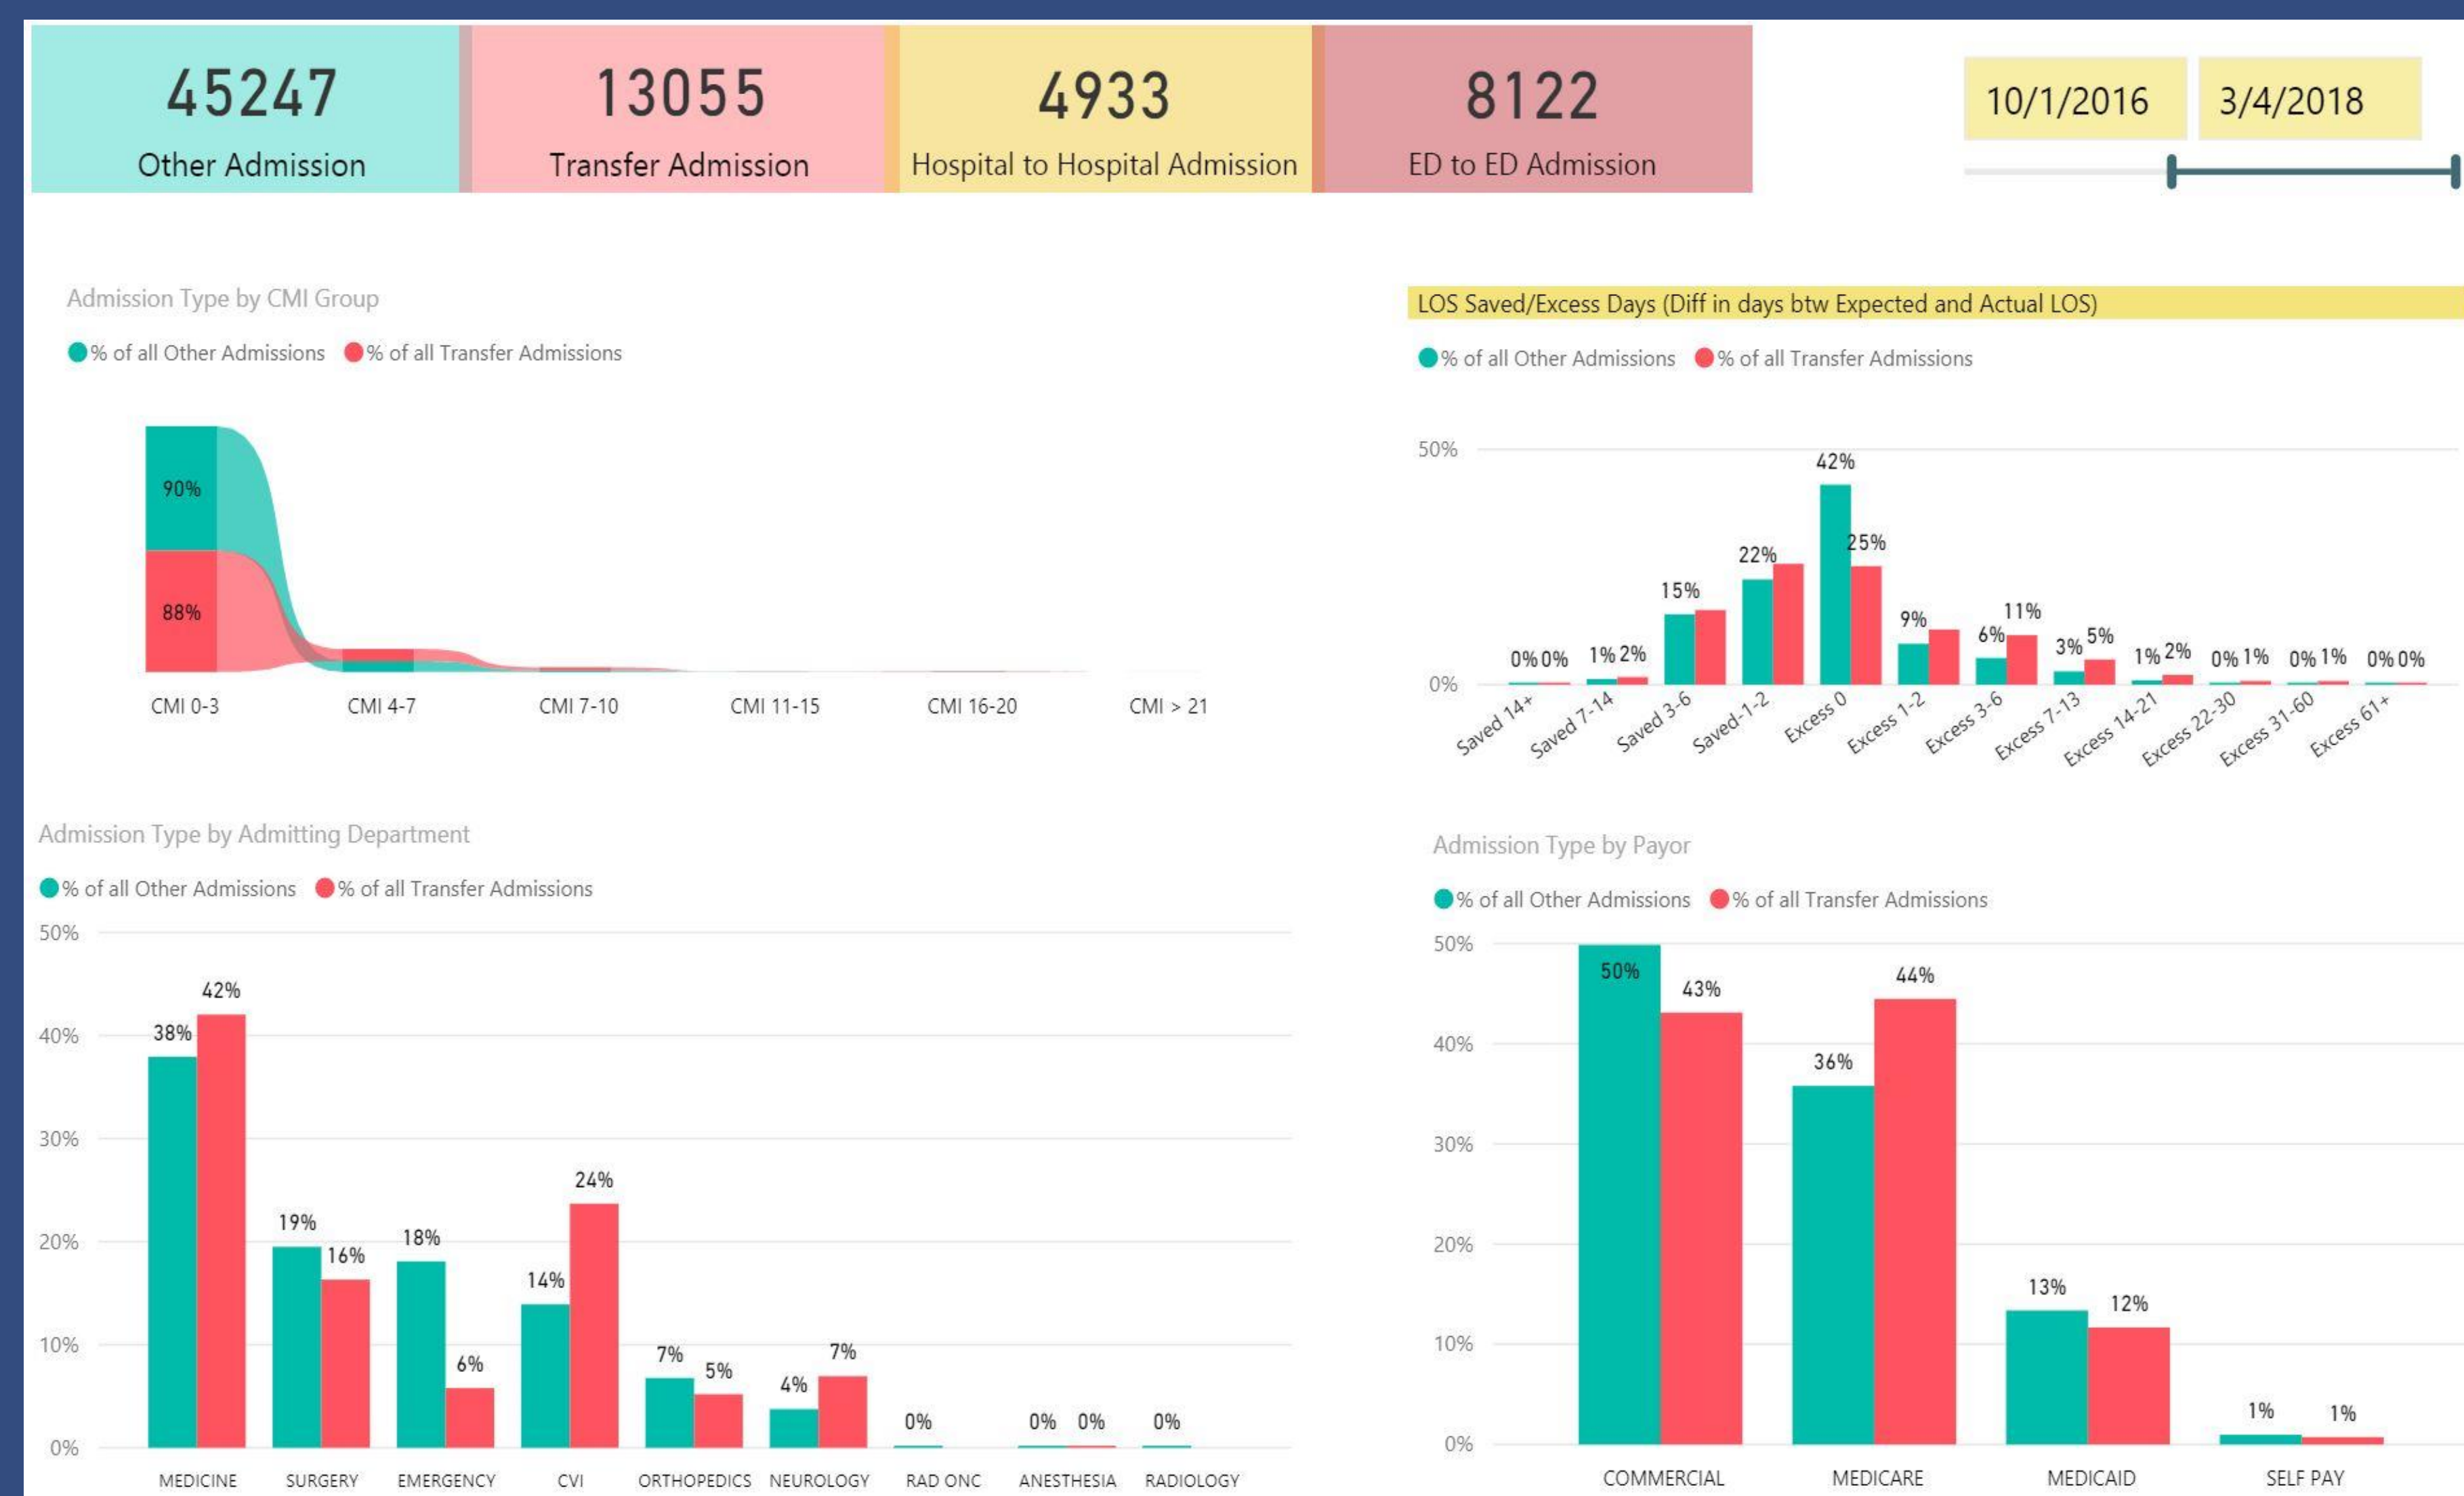 45247
Other Admission
13055
Transfer Admission
4933
Hospital to Hospital Admission
8122
ED to ED Admission
10/1/2016
3/4/2018
Admission Type by CMI Group
% of all Other Admissions % of all Transfer Admissions
90%
88%
CMI 0-3 CMI 4-7 CMI 7-10 CMI 11-15 CMI 16-20 CMI > 21
LOS Saved/Excess Days (Diff in days btw Expected and Actual LOS)
% of all Other Admissions % of all Transfer Admissions
50%
42%
25%
22%
15%
9%
6% 11%
3% 5%
0% 0% 1% 2%
1% 2% 0% 1% 0% 1% 0% 0%
0%
Saved 14+ Saved 7-14 Saved 3-6 Saved-1-2 Excess 0 Excess 1-2 Excess 3-6 Excess 7-13 Excess 14-21 Excess 22-30 Excess 31-60 Excess 61+
Admission Type by Admitting Department
% of all Other Admissions % of all Transfer Admissions
50%
40%
30%
20%
10%
0%
38% 42%
19% 16%
18% 6%
14% 24%
7% 5%
4% 7%
0%
0% 0%
0%
MEDICINE SURGERY EMERGENCY CVI ORTHOPEDICS NEUROLOGY RAD ONC ANESTHESIA RADIOLOGY
Admission Type by Payor
% of all Other Admissions % of all Transfer Admissions
50%
40%
30%
20%
10%
0%
50% 43%
36% 44%
13% 12%
1% 1%
COMMERCIAL MEDICARE MEDICAID SELF PAY